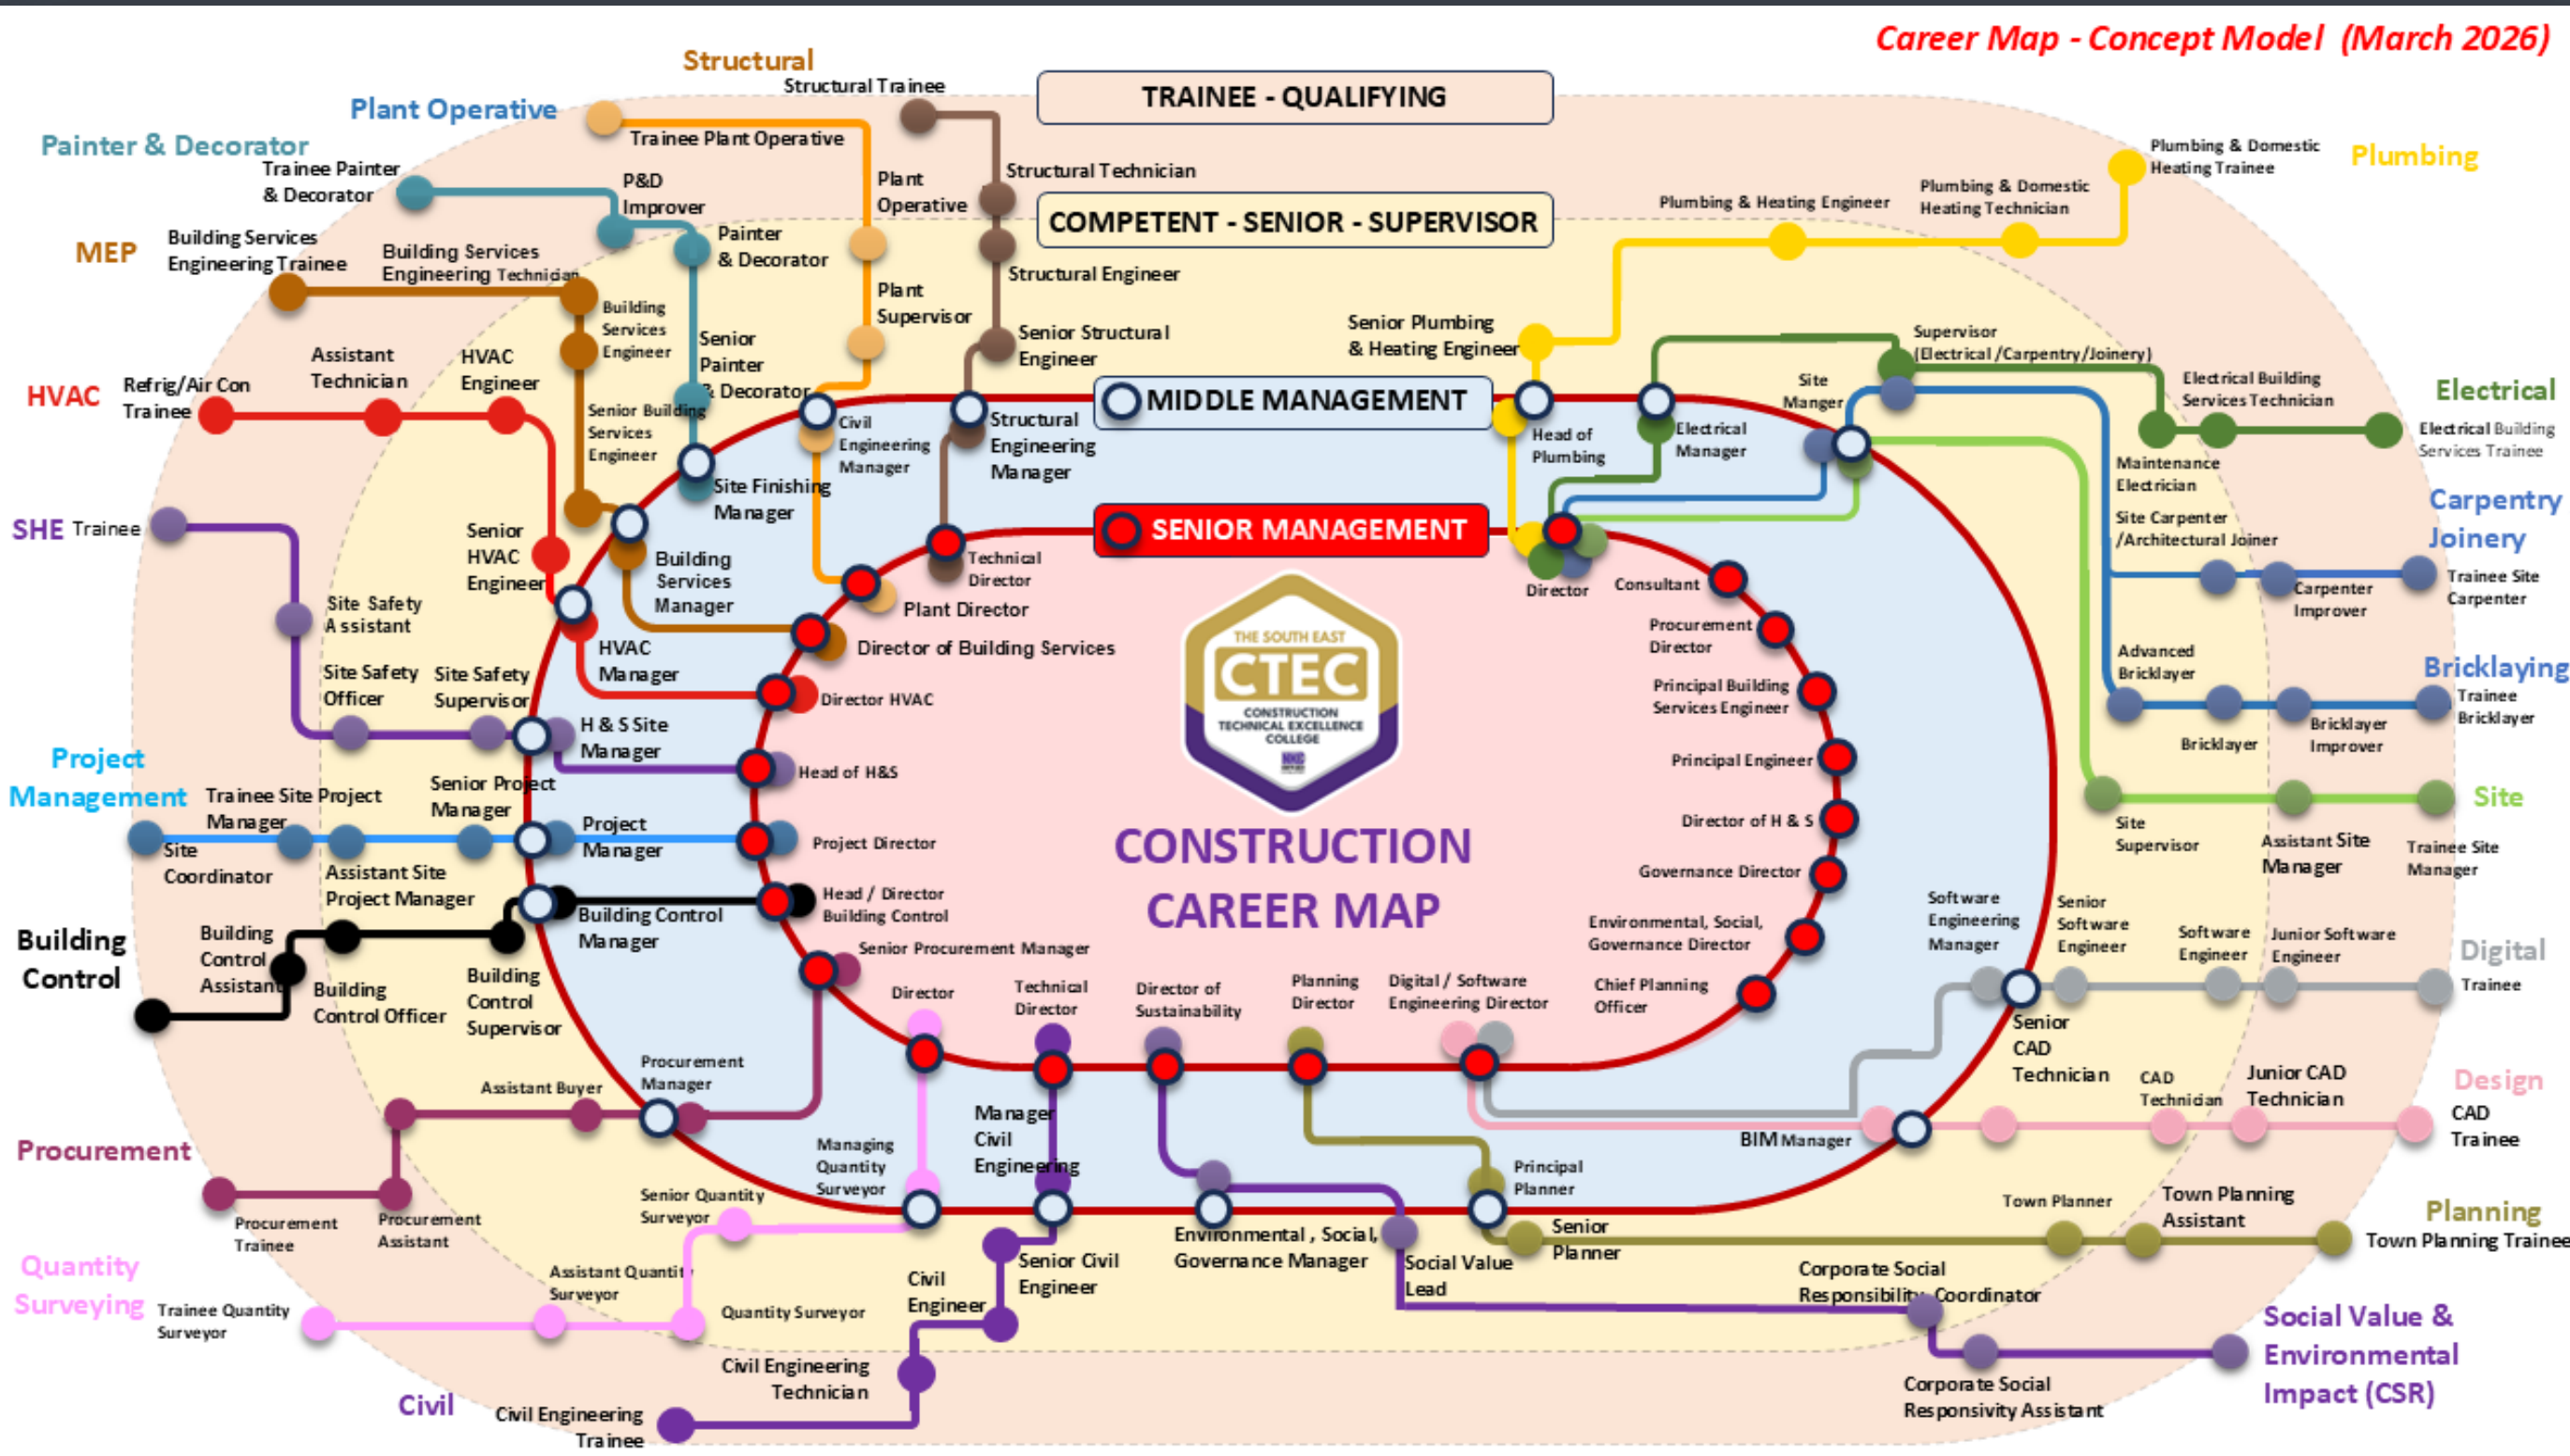 Career Map - Concept Model (March 2026)
TRAINEE - QUALIFYING
COMPETENT - SENIOR - SUPERVISOR
MIDDLE MANAGEMENT
SENIOR MANAGEMENT
THE SOUTH EAST
CTEC
CONSTRUCTION
TECHNICAL EXCELLENCE
COLLEGE
CONSTRUCTION
CAREER MAP
Structural
Structural Trainee
Structural Technician
Structural Engineer
Senior Structural
Engineer
Structural
Engineering
Manager
Technical
Director
Plant Operative
Trainee Plant Operative
Plant
Operative
Plant
Supervisor
Civil
Engineering
Manager
Plant Director
Painter & Decorator
Trainee Painter
& Decorator
P&D
Improver
Painter
& Decorator
Senior
Painter
& Decorator
Site Finishing
Manager
MEP
Building Services
Engineering Trainee
Building Services
Engineering Technician
Building
Services
Engineer
Senior Building
Services
Engineer
Building
Services
Manager
Director of Building Services
HVAC
Refrig/Air Con
Trainee
Assistant
Technician
HVAC
Engineer
Senior
HVAC
Engineer
HVAC
Manager
Director HVAC
SHE
Trainee
Site Safety
Assistant
Site Safety
Officer
Site Safety
Supervisor
H & S Site
Manager
Head of H&S
Project
Management
Trainee Site Project
Manager
Site
Coordinator
Assistant Site
Project Manager
Senior Project
Manager
Project
Manager
Project Director
Building
Control
Building
Control
Assistant
Building
Control Officer
Building
Control
Supervisor
Building Control
Manager
Head / Director
Building Control
Procurement
Procurement
Trainee
Procurement
Assistant
Assistant Buyer
Procurement
Manager
Senior Procurement Manager
Quantity
Surveying
Trainee Quantity
Surveyor
Assistant Quantity
Surveyor
Quantity Surveyor
Senior Quantity
Surveyor
Managing
Quantity
Surveyor
Director
Civil
Civil Engineering
Trainee
Civil Engineering
Technician
Civil
Engineer
Senior Civil
Engineer
Manager
Civil
Engineering
Technical
Director
Director of
Sustainability
Environmental , Social,
Governance Manager
Social Value
Lead
Corporate Social
Responsibility Coordinator
Corporate Social
Responsivity Assistant
Social Value &
Environmental
Impact (CSR)
Planning
Director
Principal
Planner
Senior
Planner
Town Planner
Town Planning
Assistant
Town Planning Trainee
Planning
Digital / Software
Engineering Director
BIM Manager
Senior
CAD
Technician
CAD
Technician
Junior CAD
Technician
CAD
Trainee
Design
Software
Engineering
Manager
Senior
Software
Engineer
Software
Engineer
Junior Software
Engineer
Trainee
Digital
Site
Trainee Site
Manager
Assistant Site
Manager
Site
Supervisor
Bricklaying
Trainee
Bricklayer
Bricklayer
Improver
Bricklayer
Advanced
Bricklayer
Carpentry
Joinery
Trainee Site
Carpenter
Carpenter
Improver
Site Carpenter
/Architectural Joiner
Electrical
Electrical Building
Services Trainee
Electrical Building
Services Technician
Maintenance
Electrician
Supervisor
(Electrical /Carpentry/Joinery)
Site
Manger
Electrical
Manager
Plumbing
Plumbing & Domestic
Heating Trainee
Plumbing & Domestic
Heating Technician
Plumbing & Heating Engineer
Senior Plumbing
& Heating Engineer
Head of
Plumbing
Director
Consultant
Procurement
Director
Principal Building
Services Engineer
Principal Engineer
Director of H & S
Governance Director
Environmental, Social,
Governance Director
Chief Planning
Officer